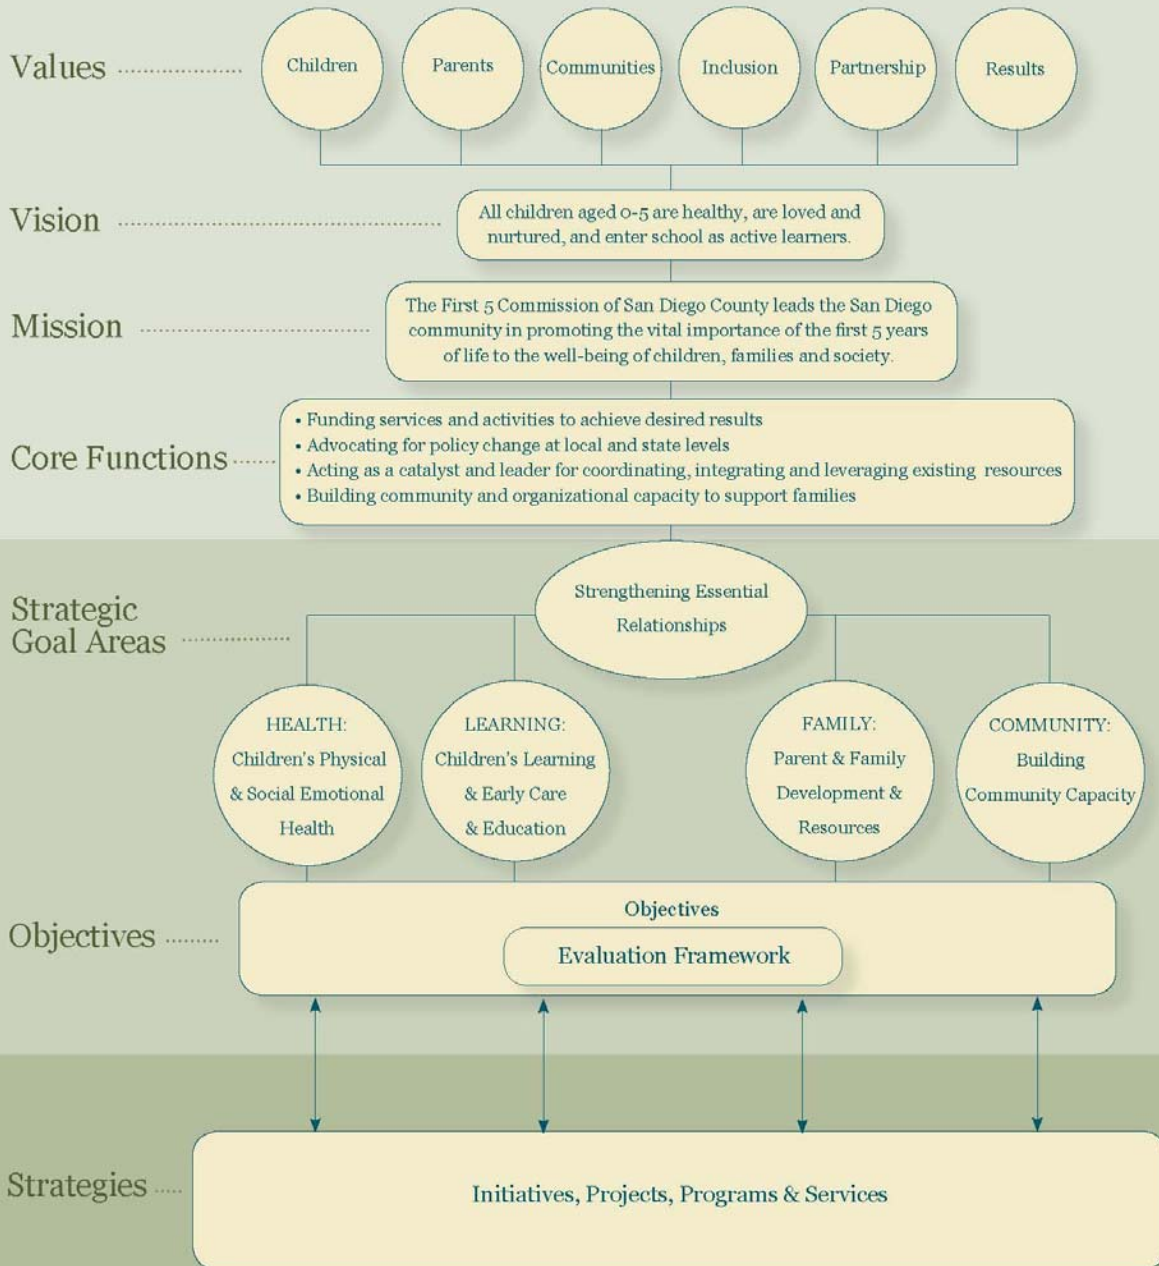 Values
Children
Parents
Communities
Inclusion
Partnership
Results
Vision
All children aged 0-5 are healthy, are loved and
nurtured, and enter school as active learners.
Mission
The First 5 Commission of San Diego County leads the San Diego
community in promoting the vital importance of the first 5 years
of life to the well-being of children, families and society.
Core Functions
• Funding services and activities to achieve desired results
• Advocating for policy change at local and state levels
• Acting as a catalyst and leader for coordinating, integrating and leveraging existing resources
• Building community and organizational capacity to support families
Strategic
Goal Areas
Strengthening Essential
Relationships
HEALTH:
Children's Physical
& Social Emotional
Health
LEARNING:
Children's Learning
& Early Care
& Education
FAMILY:
Parent & Family
Development &
Resources
COMMUNITY:
Building
Community Capacity
Objectives
Objectives
Evaluation Framework
Strategies
Initiatives, Projects, Programs & Services